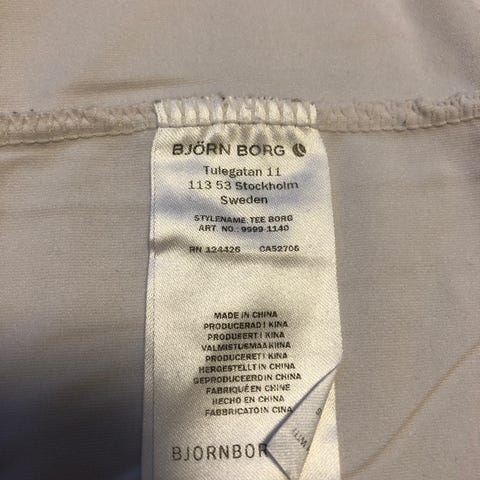 BJÖRN BORG
Tulegatan 11
113 53 Stockholm
Sweden
STYLENAME: TEE BORG
ART. NO.: 9999-1140
RN 124426 CA52706
MADE IN CHINA
PRODUCERAD I KINA
PRODUSERT I KINA
VALMISTUSMAA KIINA
PRODUCERET I KINA
HERGESTELLT IN CHINA
GEPRODUCEERD IN CHINA
FABRIQUÉ EN CHINE
HECHO EN CHINA
FABBRICATO IN CINA
BJORNBOR